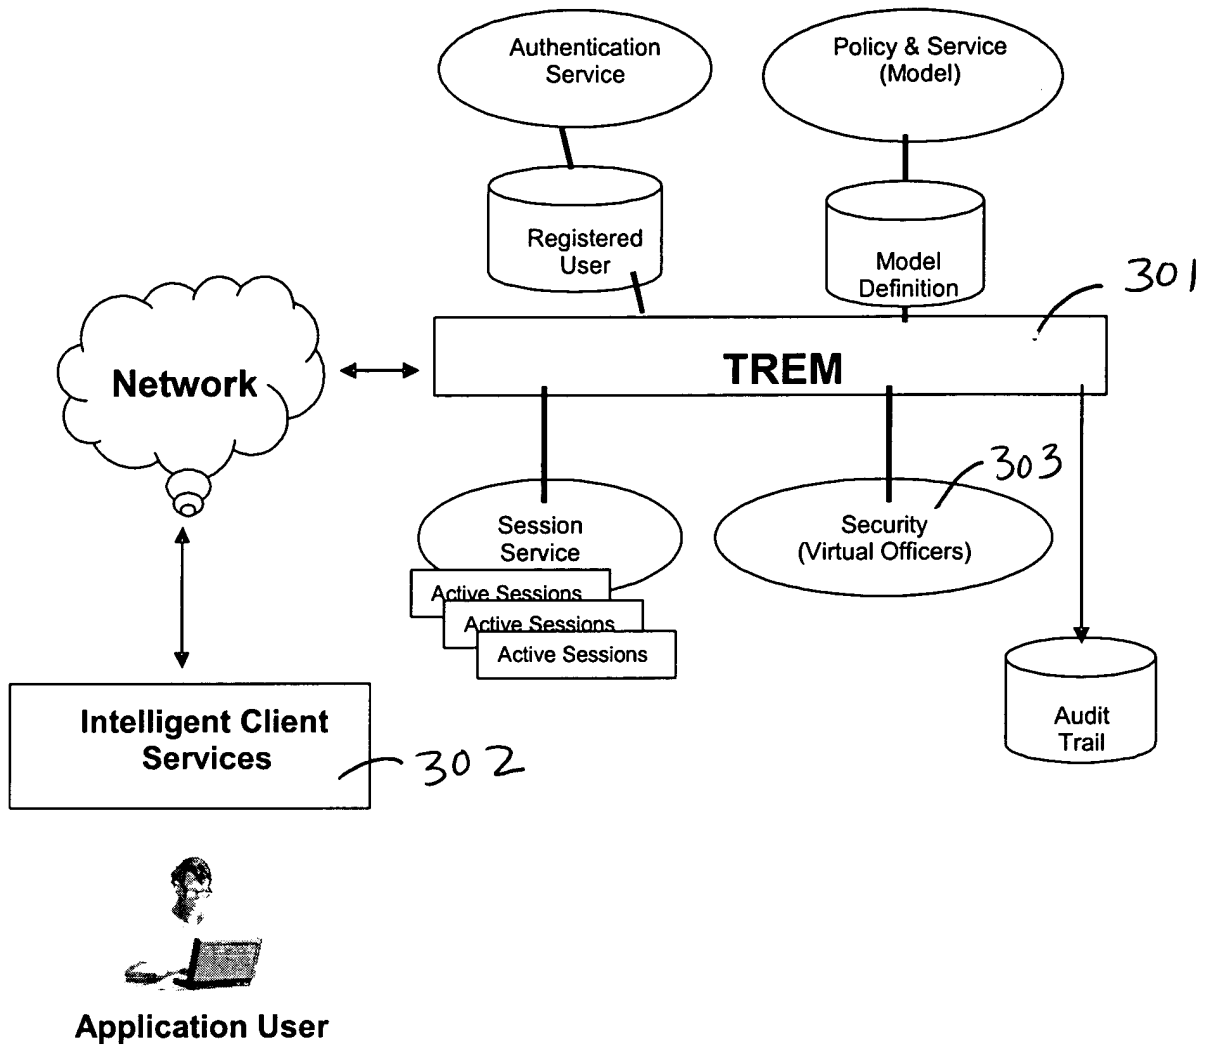 Authentication
Service
Policy & Service
(Model)
Registered
User
Model
Definition
301
Network
TREM
303
Session
Service
Security
(Virtual Officers)
Active Sessions
Active Sessions
Active Sessions
Intelligent Client
Services
302
Audit
Trail
Application User